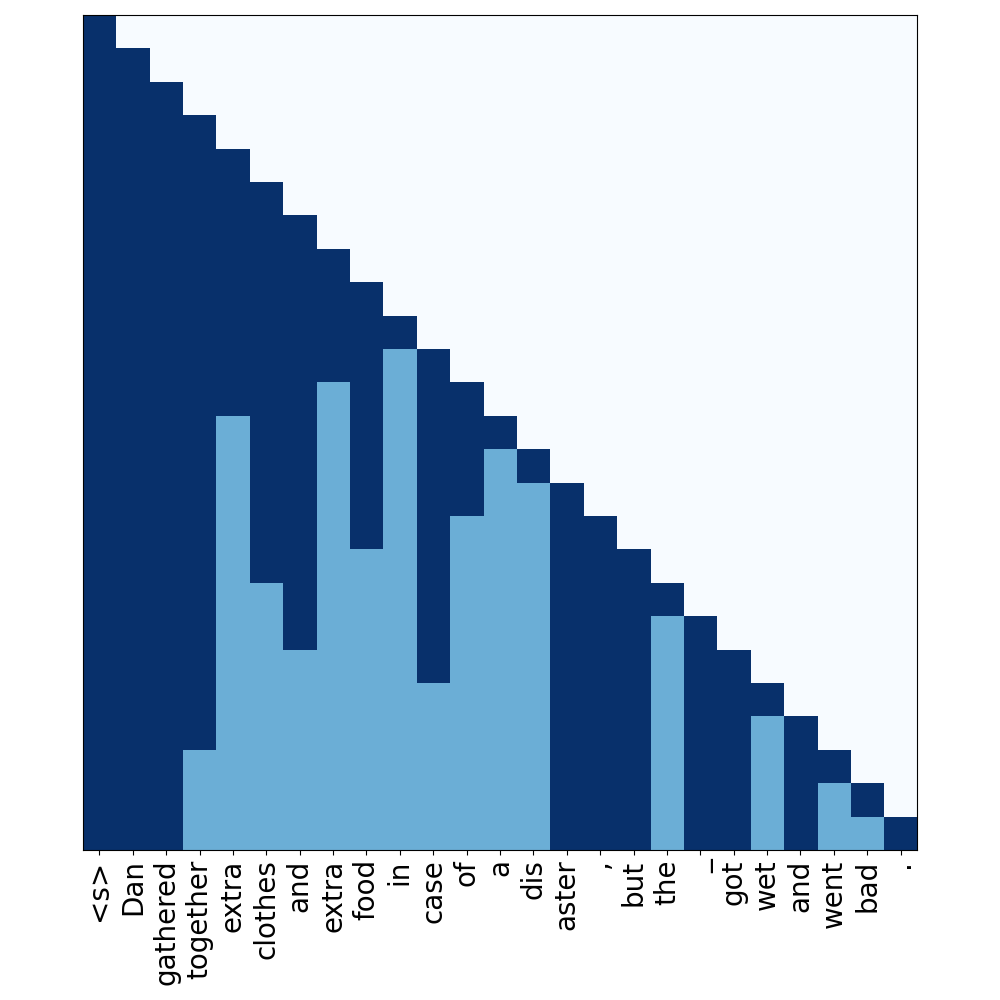 <s>
Dan
gathered
together
extra
clothes
and
extra
food
in
case
of
a
dis
aster
,
but
the
_
got
wet
and
went
bad
.